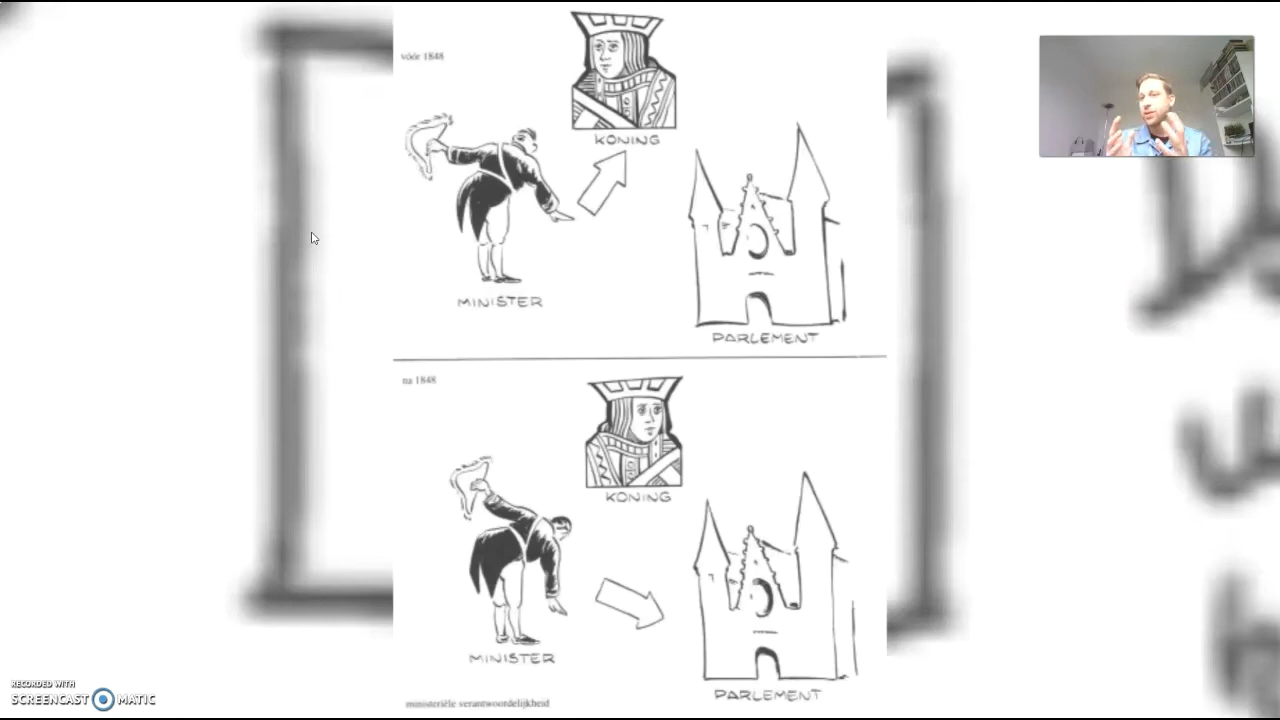 vóór 1848
KONING
MINISTER
PARLEMENT
na 1848
KONING
MINISTER
PARLEMENT
ministeriële verantwoordelijkheid
RECORDED WITH
SCREENCAST MATIC